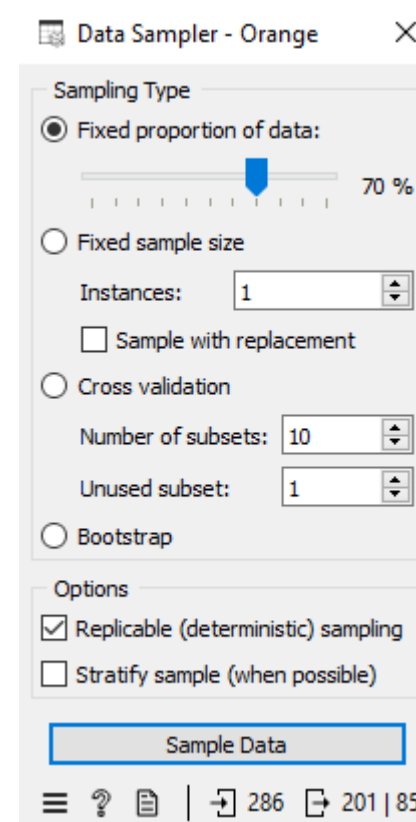 Data Sampler - Orange
Sampling Type
Fixed proportion of data:
70 %
Fixed sample size
Instances: 1
Sample with replacement
Cross validation
Number of subsets: 10
Unused subset: 1
Bootstrap
Options
Replicable (deterministic) sampling
Stratify sample (when possible)
Sample Data
286 201 | 85